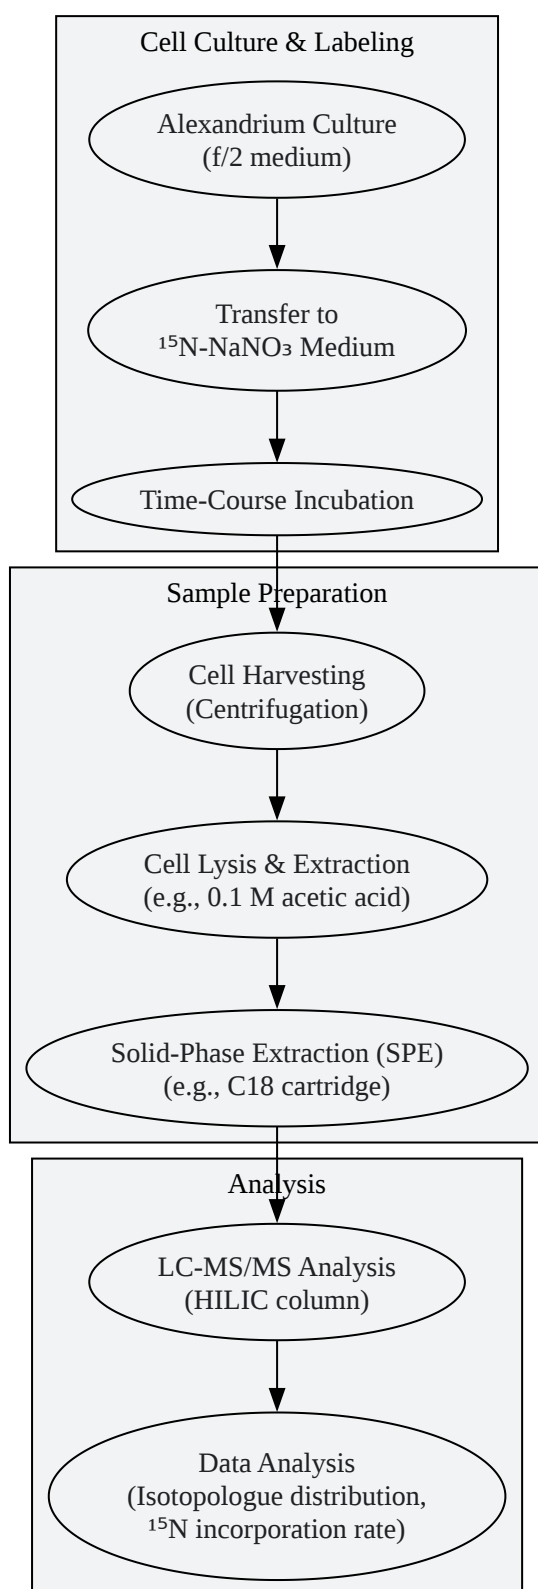 Cell Culture & Labeling
Alexandrium Culture
(f/2 medium)
Transfer to
¹⁵N-NaNO₃ Medium
Time-Course Incubation
Sample Preparation
Cell Harvesting
(Centrifugation)
Cell Lysis & Extraction
(e.g., 0.1 M acetic acid)
Solid-Phase Extraction (SPE)
(e.g., C18 cartridge)
Analysis
LC-MS/MS Analysis
(HILIC column)
Data Analysis
(Isotopologue distribution,
¹⁵N incorporation rate)